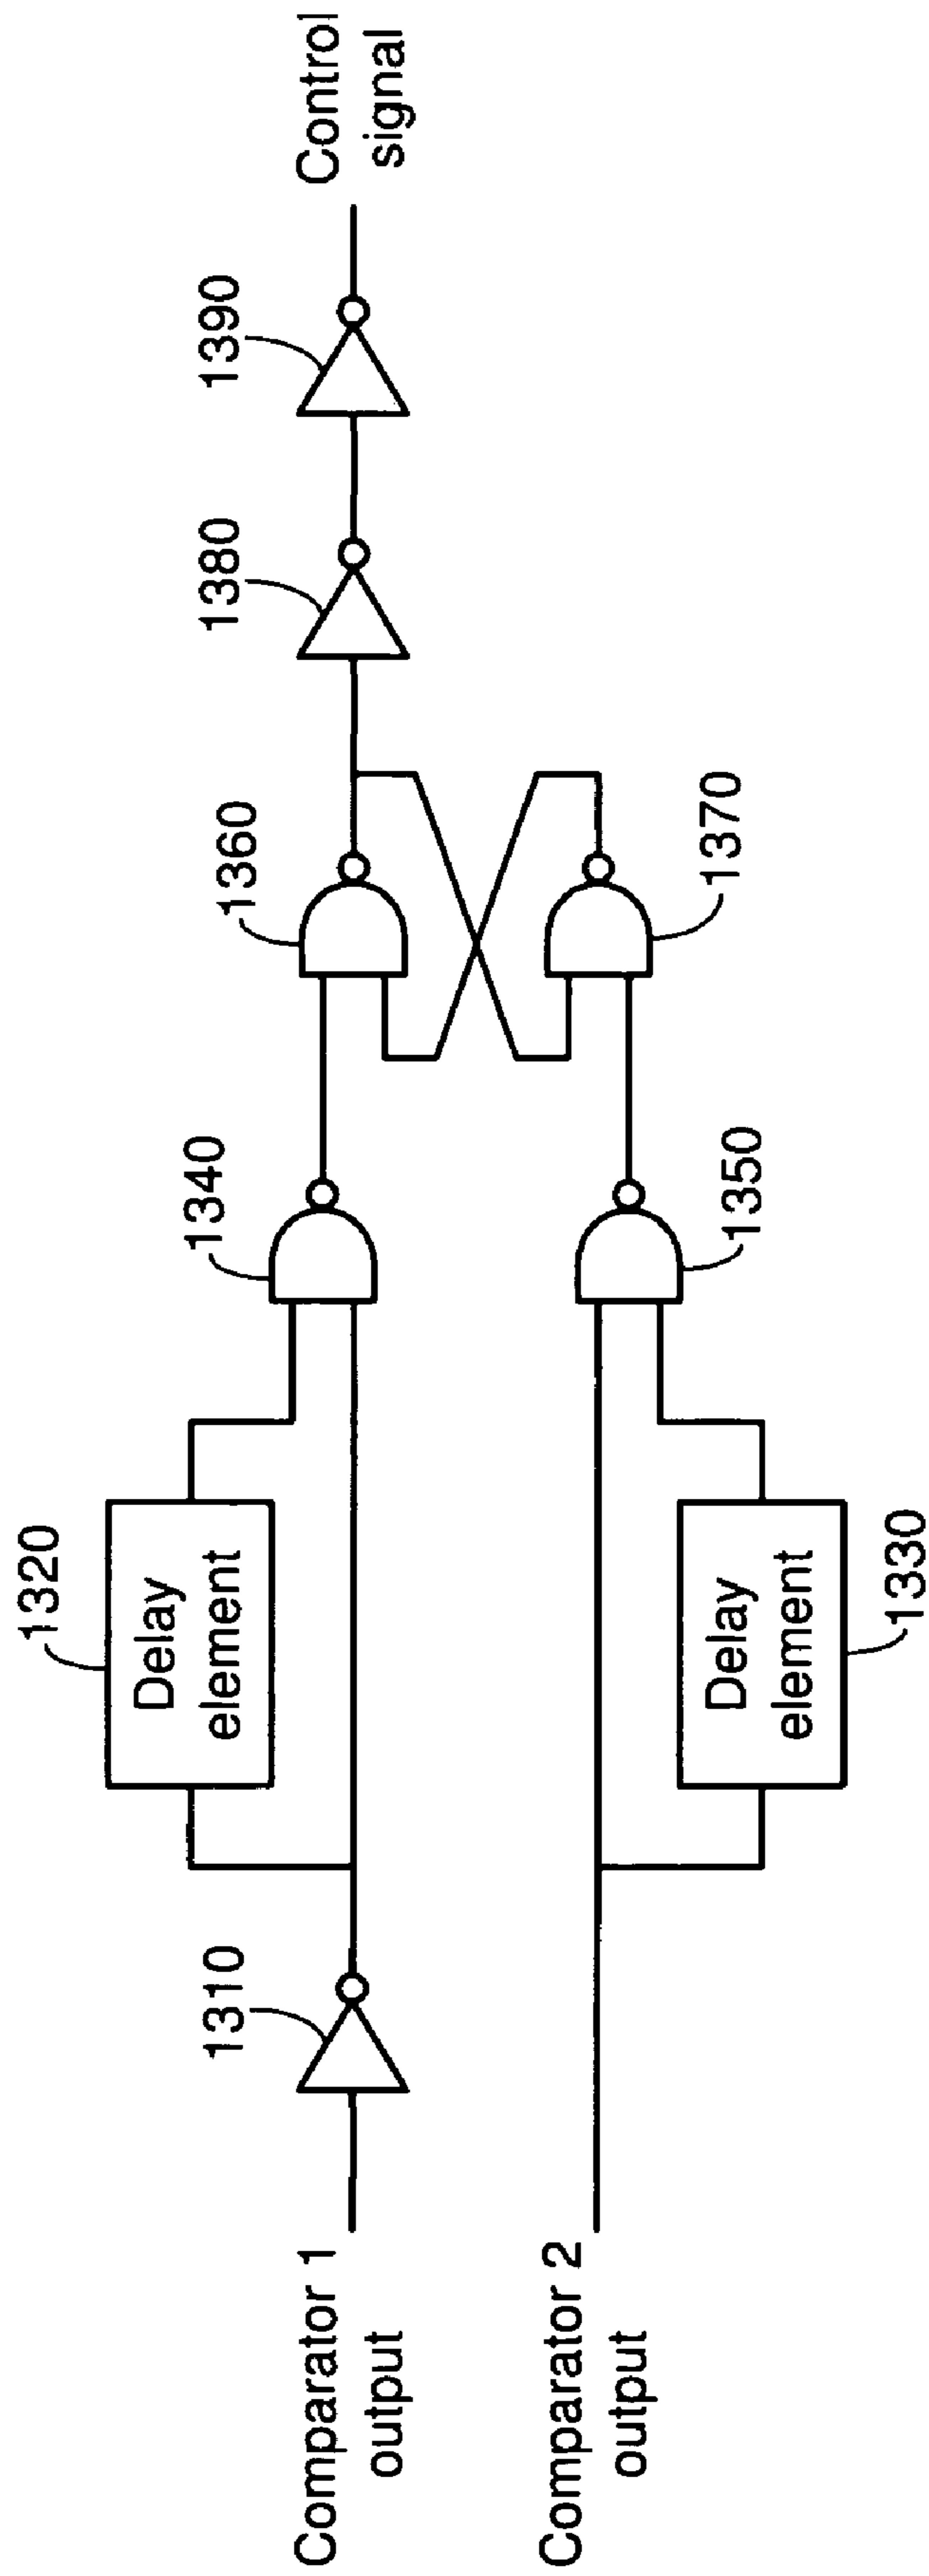 Comparator 1
output
Comparator 2
output
1310
1320
Delay
element
Delay
element
1330
1340
1350
1360
1370
1380
1390
Control
signal